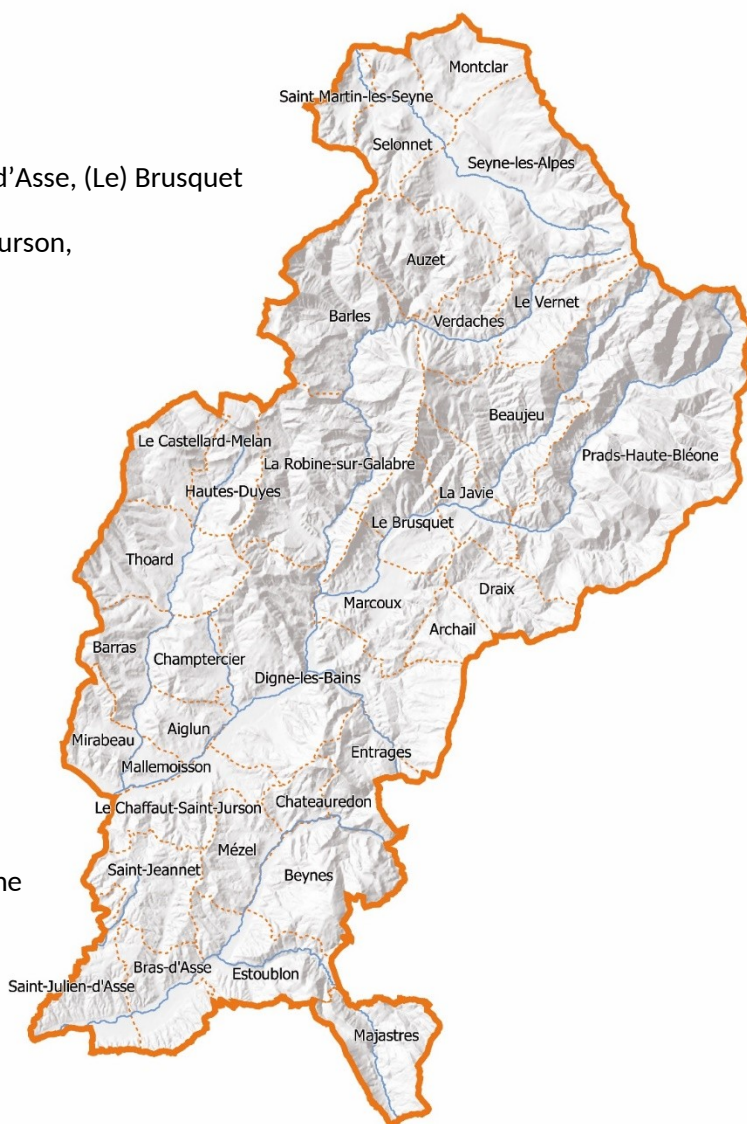 Montclar
Saint Martin-les-Seyne
Selonnet
Seyne-les-Alpes
d’Asse, (Le) Brusquet
urson,
Auzet
Le Vernet
Barles
Verdaches
Beaujeu
Le Castellard-Melan
Prads-Haute-Bléone
La Robine-sur-Galabre
Hautes-Duyes
La Javie
Le Brusquet
Thoard
Draix
Marcoux
Archail
Barras
Champtercier
Digne-les-Bains
Aiglun
Mirabeau
Entrages
Mallemoisson
Chateauredon
Le Chaffaut-Saint-Jurson
Mézel
Saint-Jeannet
Beynes
ne
Bras-d'Asse
Estoublon
Saint-Julien-d'Asse
Majastres